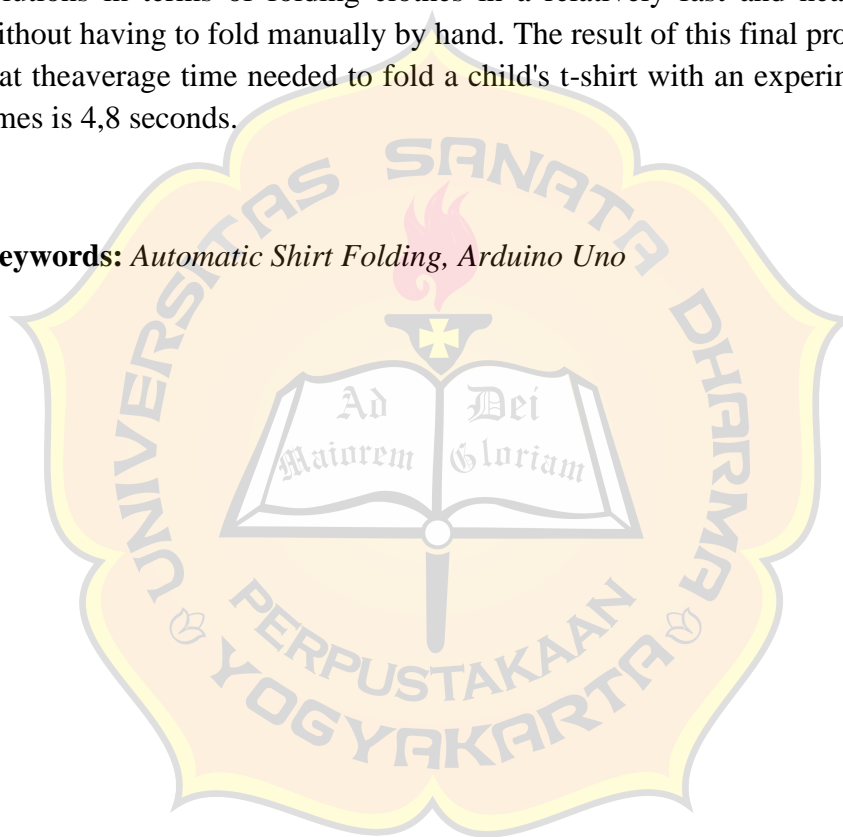 lutions in terms of folding clothes in a relatively fast and nea
ithout having to fold manually by hand. The result of this final pro
at theaverage time needed to fold a child's t-shirt with an experin
mes is 4,8 seconds.
eywords: Automatic Shirt Folding, Arduino Uno
UNIVERSITAS SANATA DHARMA
Ad Dei
Maiorem Gloriam
PERPUSTAKAAN
YOGYAKARTA